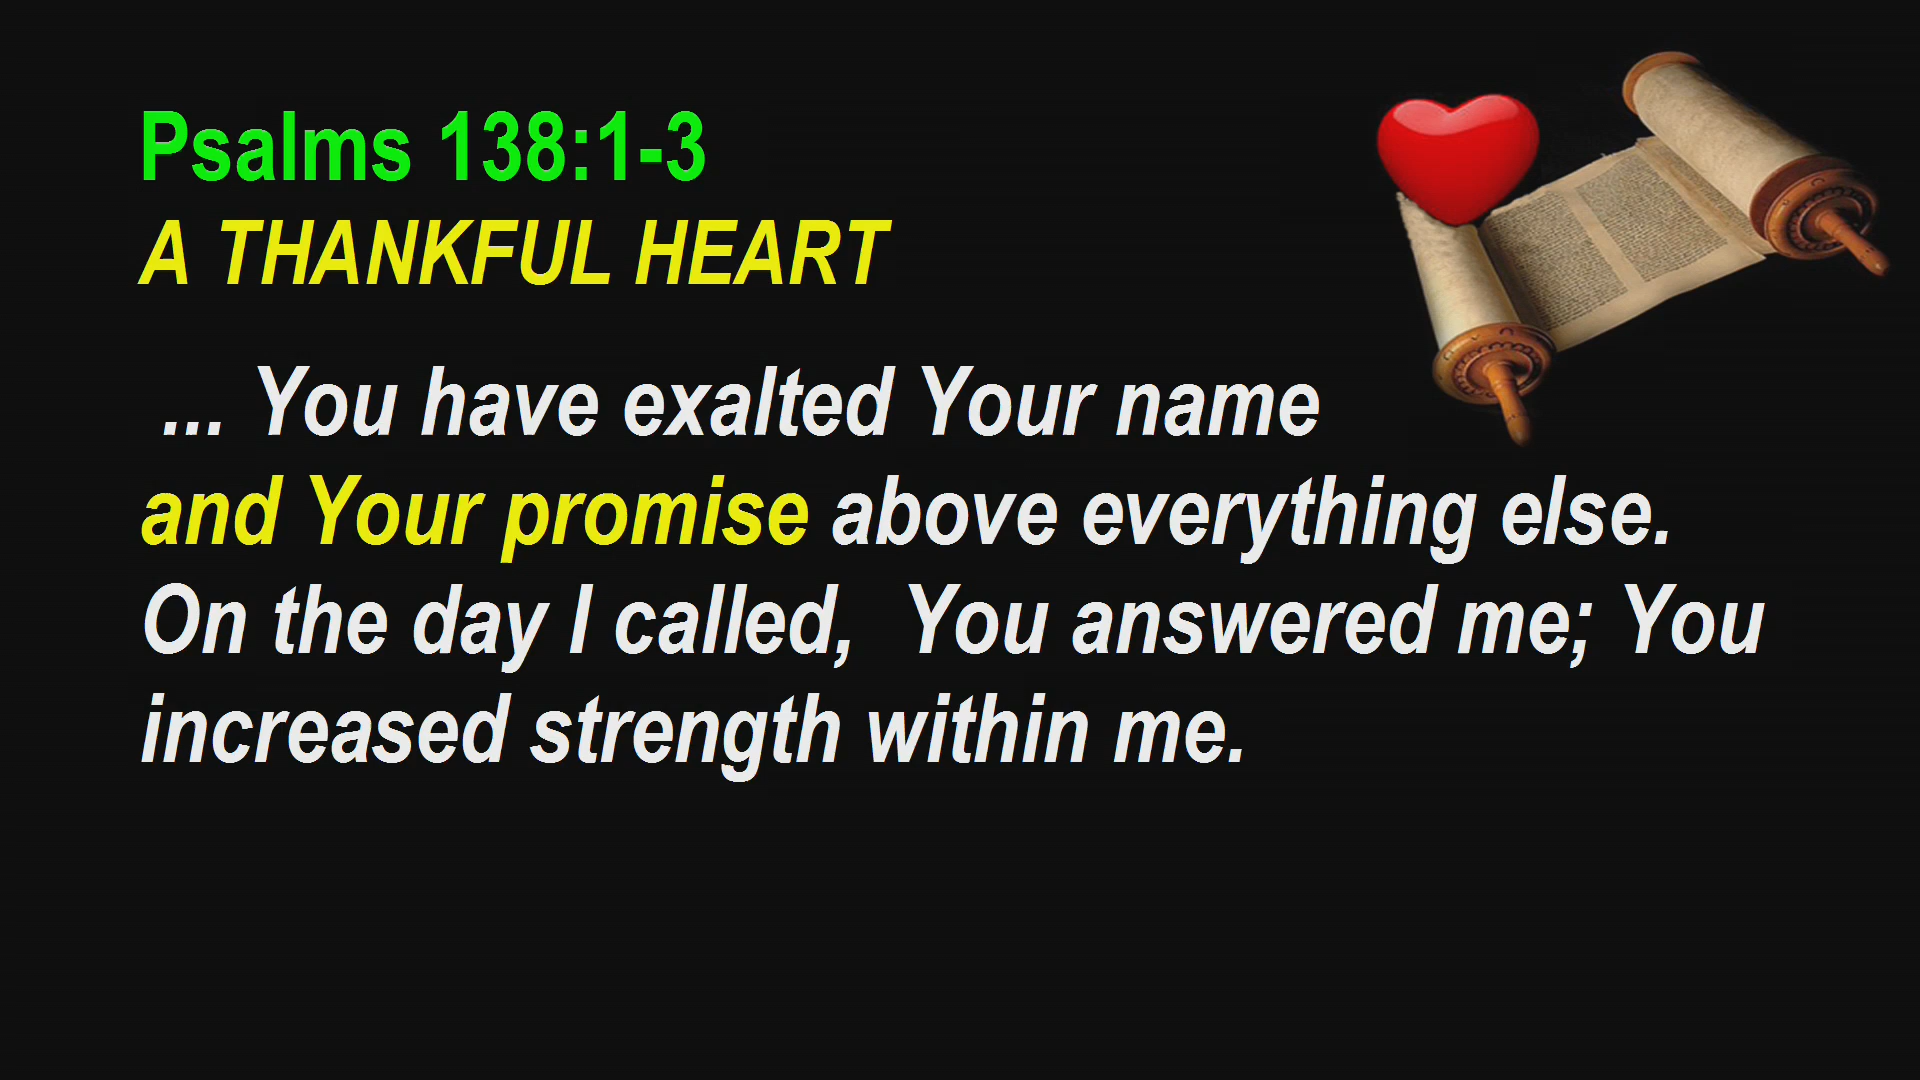 Psalms 138:1-3
A THANKFUL HEART
... You have exalted Your name
and Your promise above everything else.
On the day I called, You answered me; You
increased strength within me.